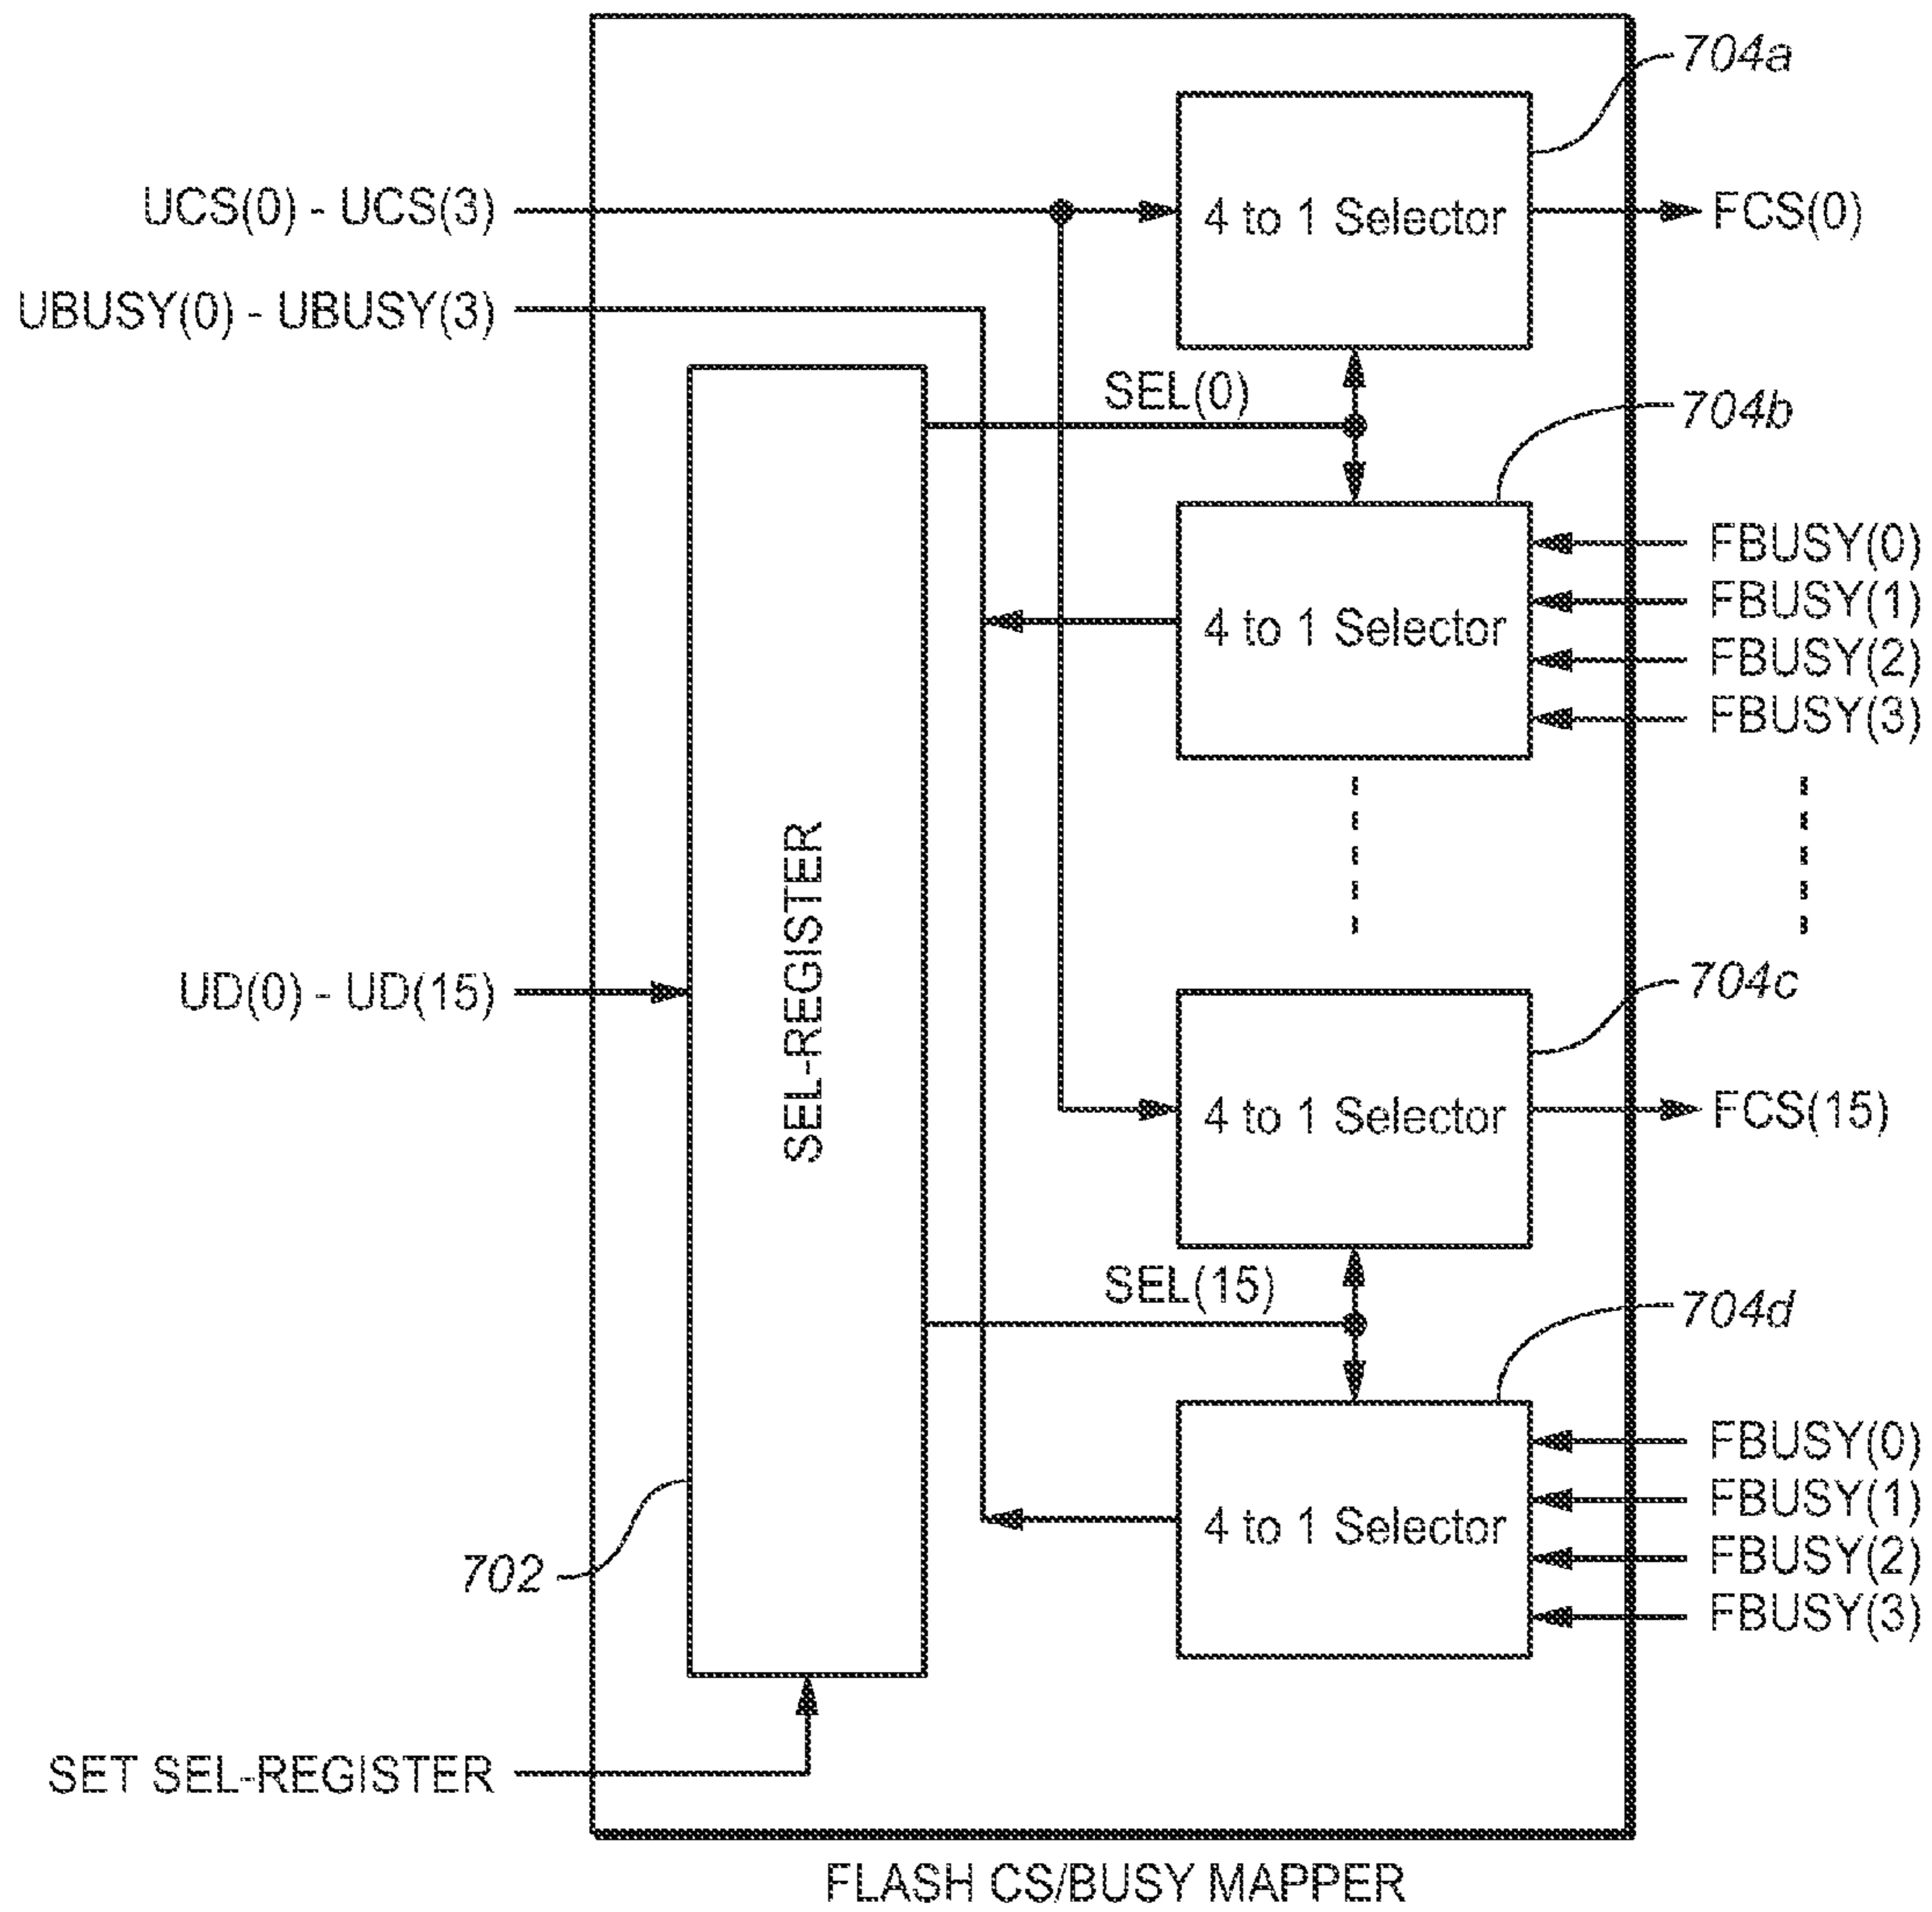 704a
UCS(0) - UCS(3)
4 to 1 Selector
FCS(0)
UBUSY(0) - UBUSY(3)
SEL(0)
704b
FBUSY(0)
FBUSY(1)
4 to 1 Selector
FBUSY(2)
FBUSY(3)
SEL-REGISTER
UD(0) - UD(15)
704c
4 to 1 Selector
FCS(15)
SEL(15)
704d
FBUSY(0)
FBUSY(1)
4 to 1 Selector
FBUSY(2)
702
FBUSY(3)
SET SEL-REGISTER
FLASH CS/BUSY MAPPER